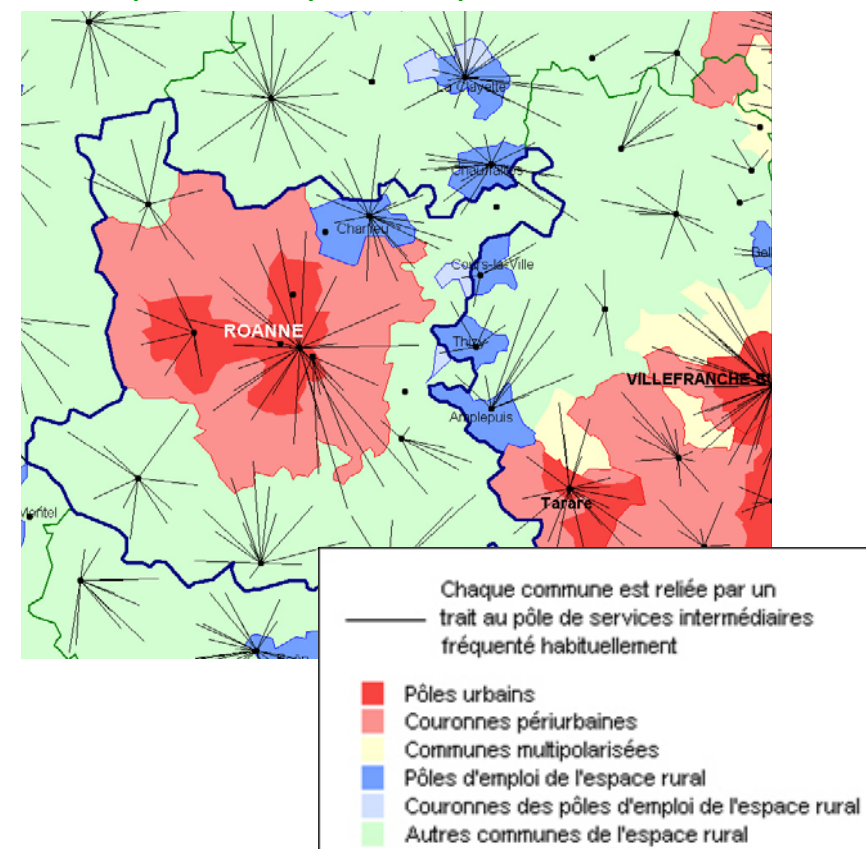 La Clayette
Chauffailles
Charlieu
Cours-la-Ville
ROANNE
Thizy
VILLEFRANCHE-S
Amplepuis
Tarare
Chaque commune est reliée par un
trait au pôle de services intermédiaires
fréquenté habituellement
Pôles urbains
Couronnes périurbaines
Communes multipolarisées
Pôles d'emploi de l'espace rural
Couronnes des pôles d'emploi de l'espace rural
Autres communes de l'espace rural